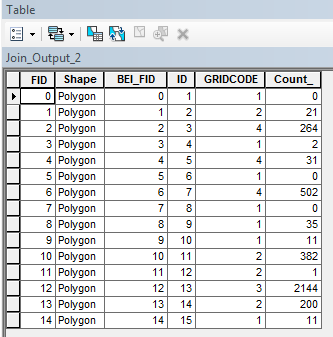 Table
Join_Output_2
FID Shape BEI_FID ID GRIDCODE Count_
0 Polygon 0 1 1 0
1 Polygon 1 2 2 21
2 Polygon 2 3 4 264
3 Polygon 3 4 1 2
4 Polygon 4 5 4 31
5 Polygon 5 6 1 0
6 Polygon 6 7 4 502
7 Polygon 7 8 1 0
8 Polygon 8 9 1 35
9 Polygon 9 10 1 11
10 Polygon 10 11 2 382
11 Polygon 11 12 2 1
12 Polygon 12 13 3 2144
13 Polygon 13 14 2 200
14 Polygon 14 15 1 11